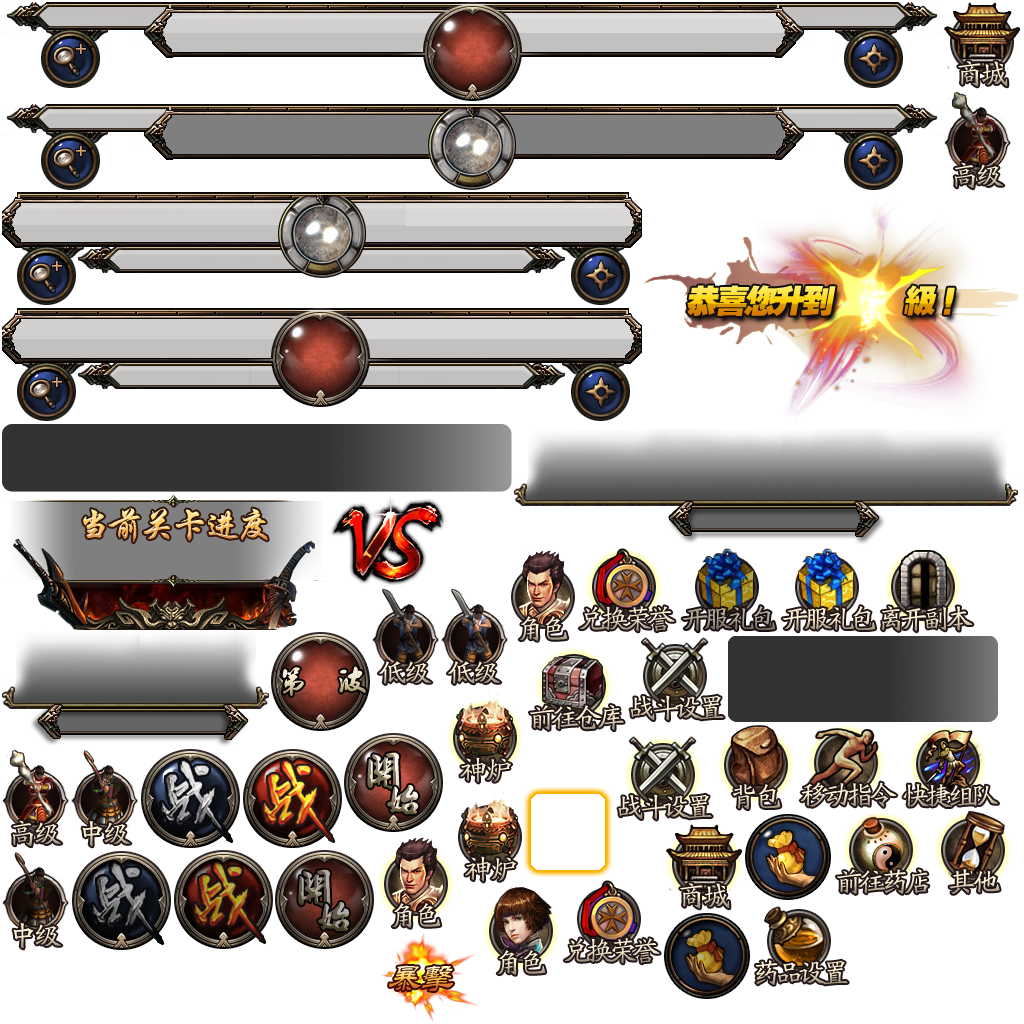 商城
高级
恭喜您升到
級！
当前关卡进度
VS
角色
兑换荣誉
开服礼包
开服礼包
离开副本
低级
低级
第 波
前往仓库
战斗设置
神炉
高级
中级
战
战
開始
战斗设置
背包
移动指令
快捷组队
神炉
商城
前往药店
其他
中级
战
战
開始
角色
角色
兑换荣誉
药品设置
暴擊